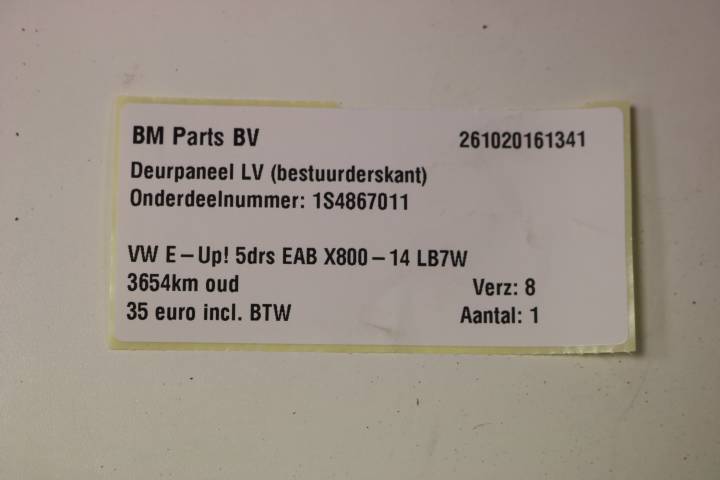 BM Parts BV 261020161341
Deurpaneel LV (bestuurderskant)
Onderdeelnummer: 1S4867011
VW E-Up! 5drs EAB X800-14 LB7W
3654km oud Verz: 8
35 euro incl. BTW Aantal: 1